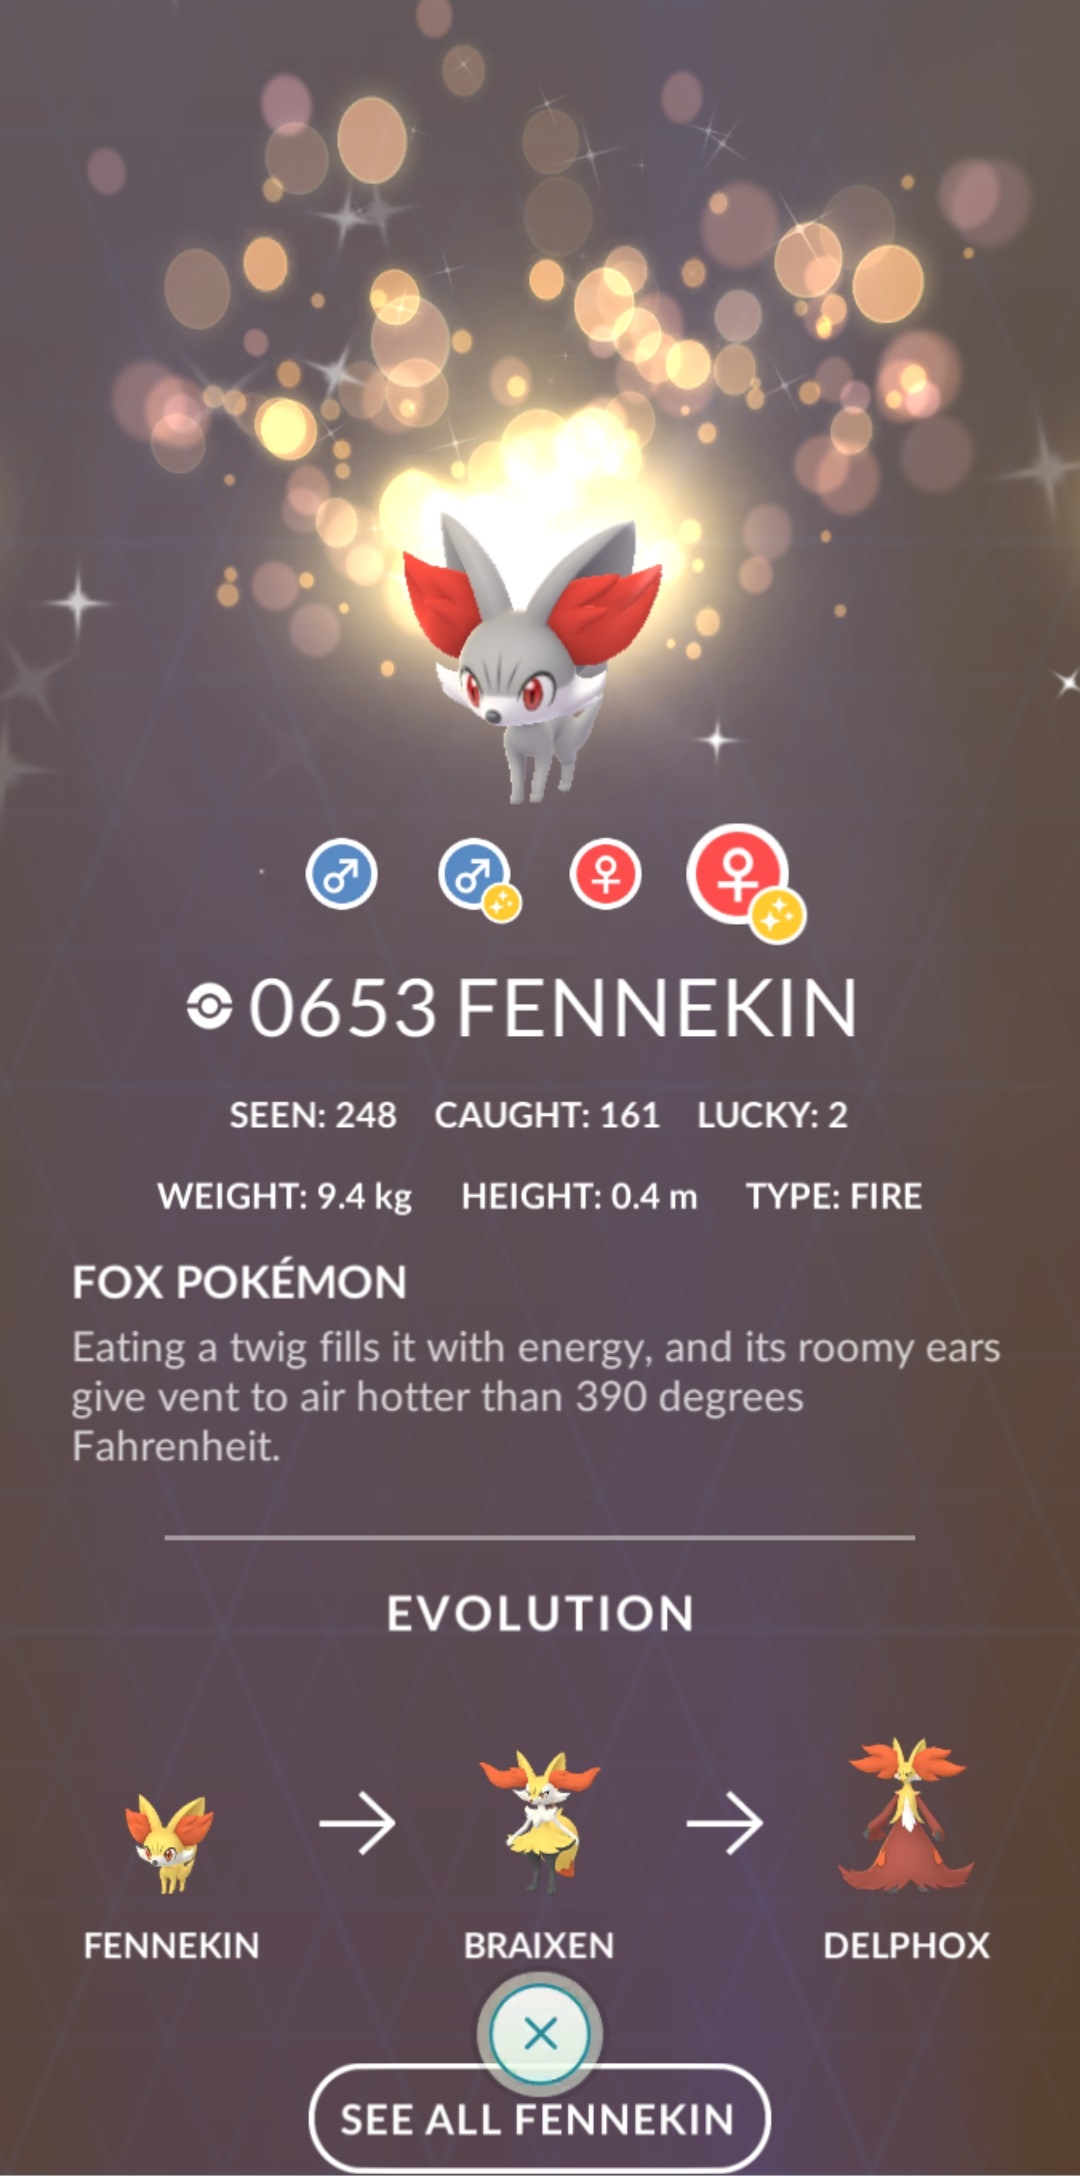 0653 FENNEKIN
SEEN: 248 CAUGHT: 161 LUCKY: 2
WEIGHT: 9.4 kg HEIGHT: 0.4 m TYPE: FIRE
FOX POKÉMON
Eating a twig fills it with energy, and its roomy ears
give vent to air hotter than 390 degrees
Fahrenheit.
EVOLUTION
FENNEKIN BRAIXEN DELPHOX
SEE ALL FENNEKIN